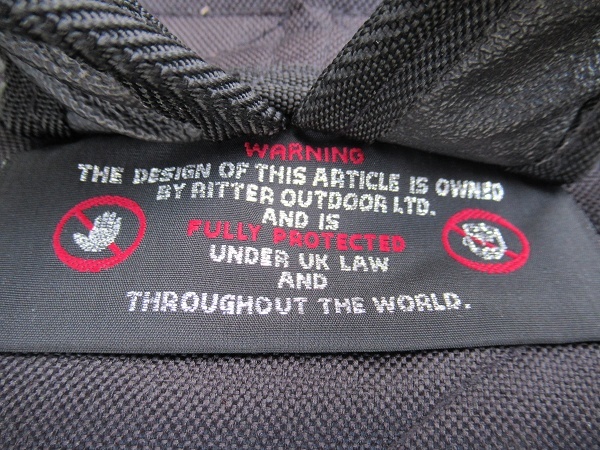 WARNING
THE DESIGN OF THIS ARTICLE IS OWNED
BY RITTER OUTDOOR LTD.
AND IS
FULLY PROTECTED
UNDER UK LAW
AND
THROUGHOUT THE WORLD.